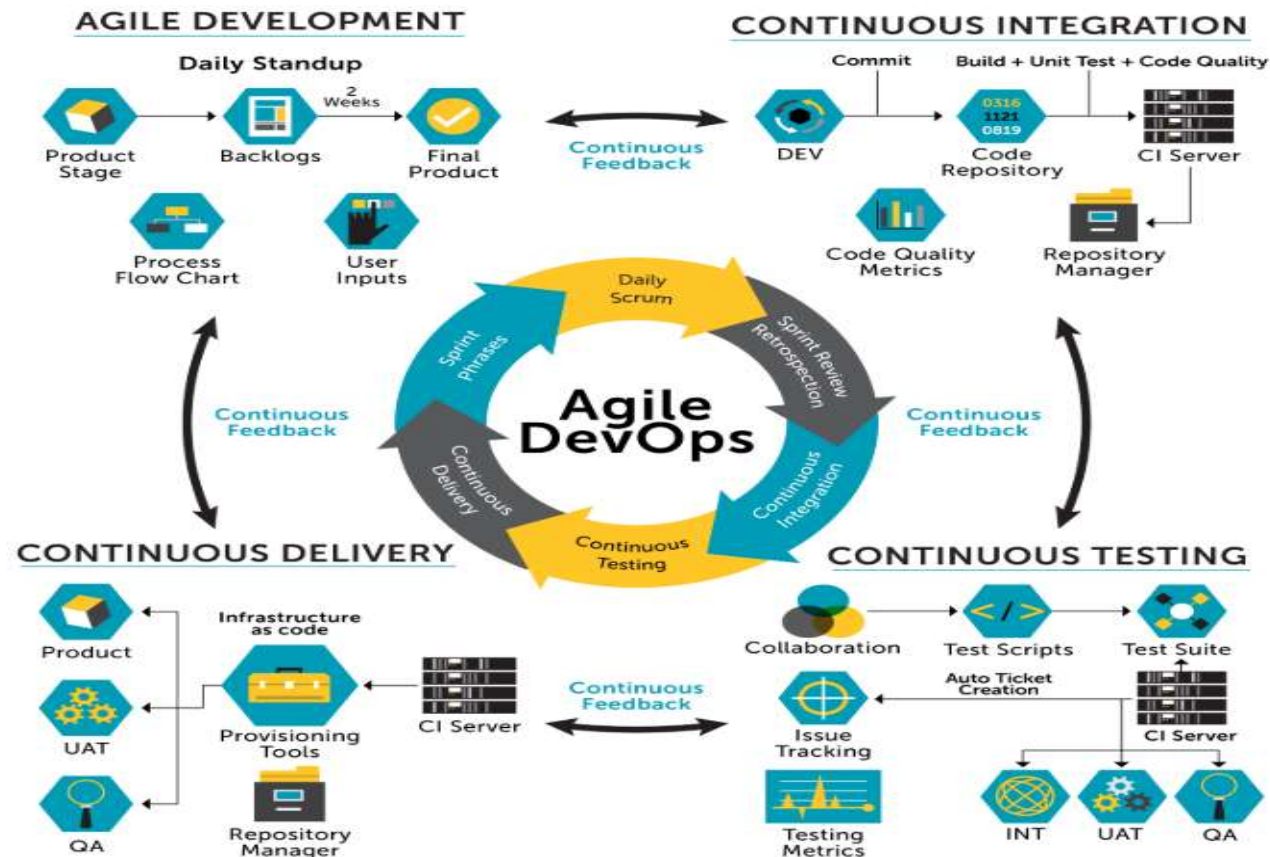 AGILE DEVELOPMENT
Daily Standup
2
Weeks
Product
Stage
Backlogs
Final
Product
Process
Flow Chart
User
Inputs
Continuous
Feedback
CONTINUOUS INTEGRATION
Commit
Build + Unit Test + Code Quality
0316
1121
0819
DEV
Code
Repository
CI Server
Code Quality
Metrics
Repository
Manager
Continuous
Feedback
Agile
DevOps
Sprint
Phrases
Daily
Scrum
Sprint Review
Retrospection
Continuous
Integration
Continuous
Testing
Continuous
Delivery
Continuous
Feedback
CONTINUOUS DELIVERY
Product
UAT
QA
Infrastructure
as code
Provisioning
Tools
CI Server
Repository
Manager
Continuous
Feedback
CONTINUOUS TESTING
Collaboration
Test Scripts
</>
Test Suite
Auto Ticket
Creation
Issue
Tracking
CI Server
Testing
Metrics
INT
UAT
QA